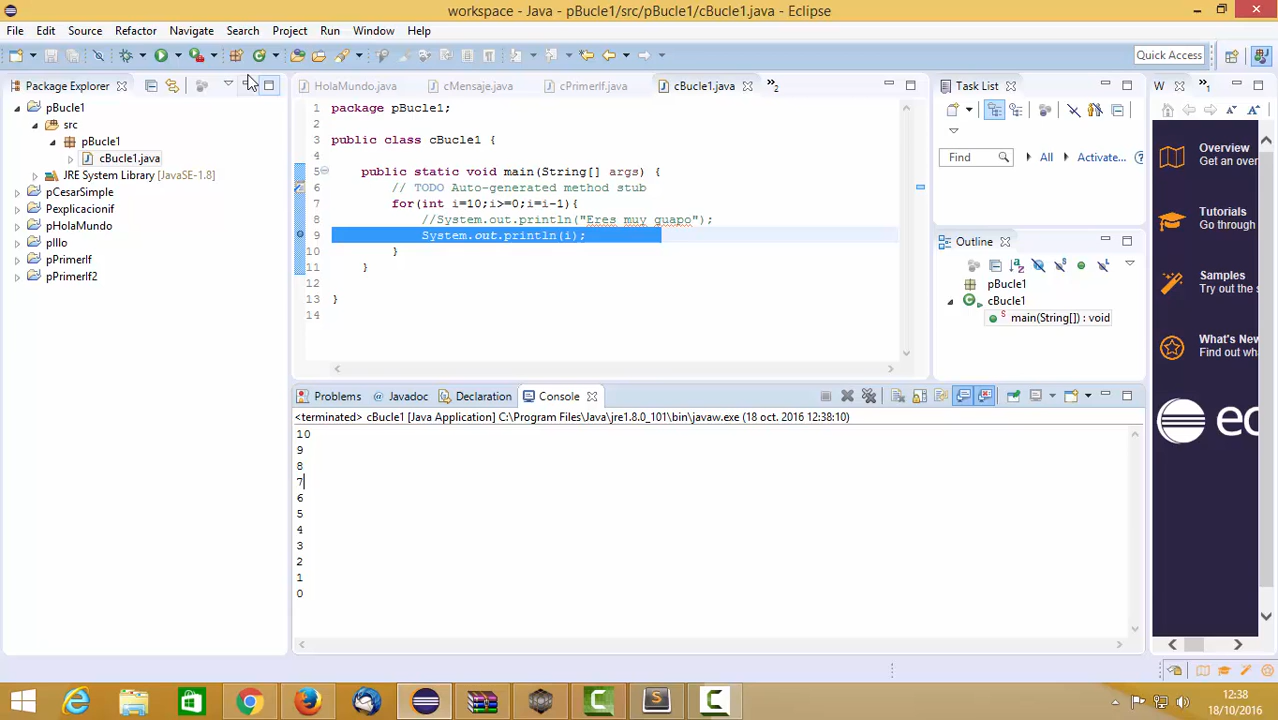 workspace - Java - pBucle1/src/pBucle1/cBucle1.java - Eclipse
File Edit Source Refactor Navigate Search Project Run Window Help
Quick Access
Package Explorer
pBucle1
src
pBucle1
cBucle1.java
JRE System Library [JavaSE-1.8]
pCesarSimple
Pexplicacionif
pHolaMundo
pIllo
pPrimerIf
pPrimerIf2
HolaMundo.java cMensaje.java cPrimerIf.java cBucle1.java »2
1 package pBucle1;
2
3 public class cBucle1 {
4
5 public static void main(String[] args) {
6 // TODO Auto-generated method stub
7 for(int i=10;i>=0;i=i-1){
8 //System.out.println("Eres muy guapo");
9 System.out.println(i);
10 }
11 }
12
13 }
14
Task List
Find All Activate...
Outline
pBucle1
cBucle1
main(String[]) : void
W »1
Overview
Get an over
Tutorials
Go through
Samples
Try out the s
What's New
Find out wha
ec
Problems Javadoc Declaration Console
<terminated> cBucle1 [Java Application] C:\Program Files\Java\jre1.8.0_101\bin\javaw.exe (18 oct. 2016 12:38:10)
10
9
8
7
6
5
4
3
2
1
0
12:38
18/10/2016